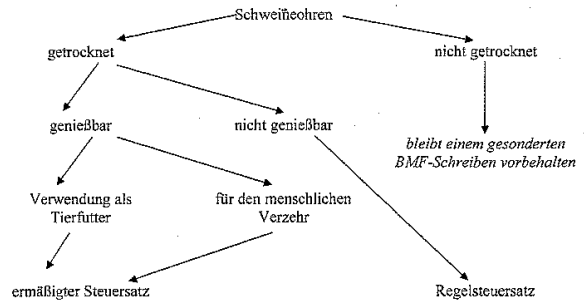 Schweineohren
getrocknet
nicht getrocknet
genießbar
nicht genießbar
bleibt einem gesonderten
BMF-Schreiben vorbehalten
Verwendung als
Tierfutter
für den menschlichen
Verzehr
ermäßigter Steuersatz
Regelsteuersatz